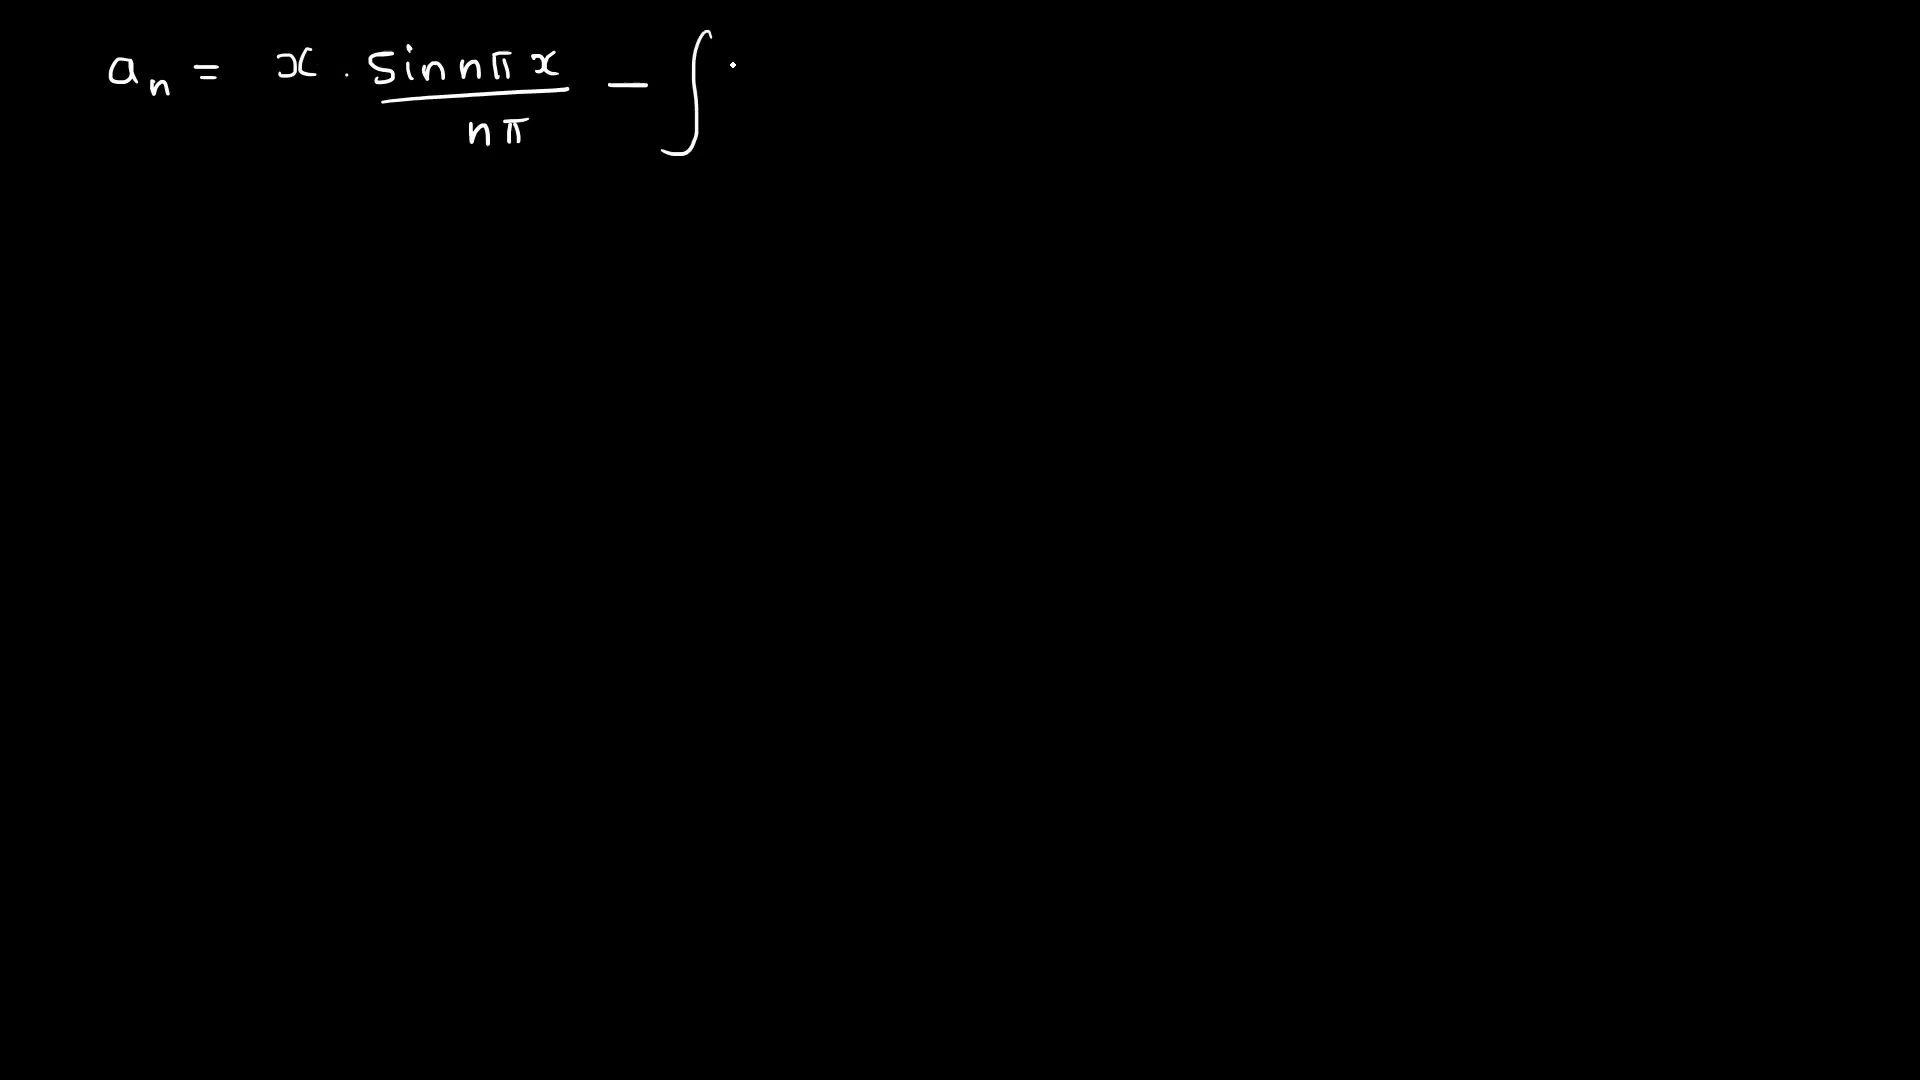 aₙ = x · sin nπx / nπ − ∫